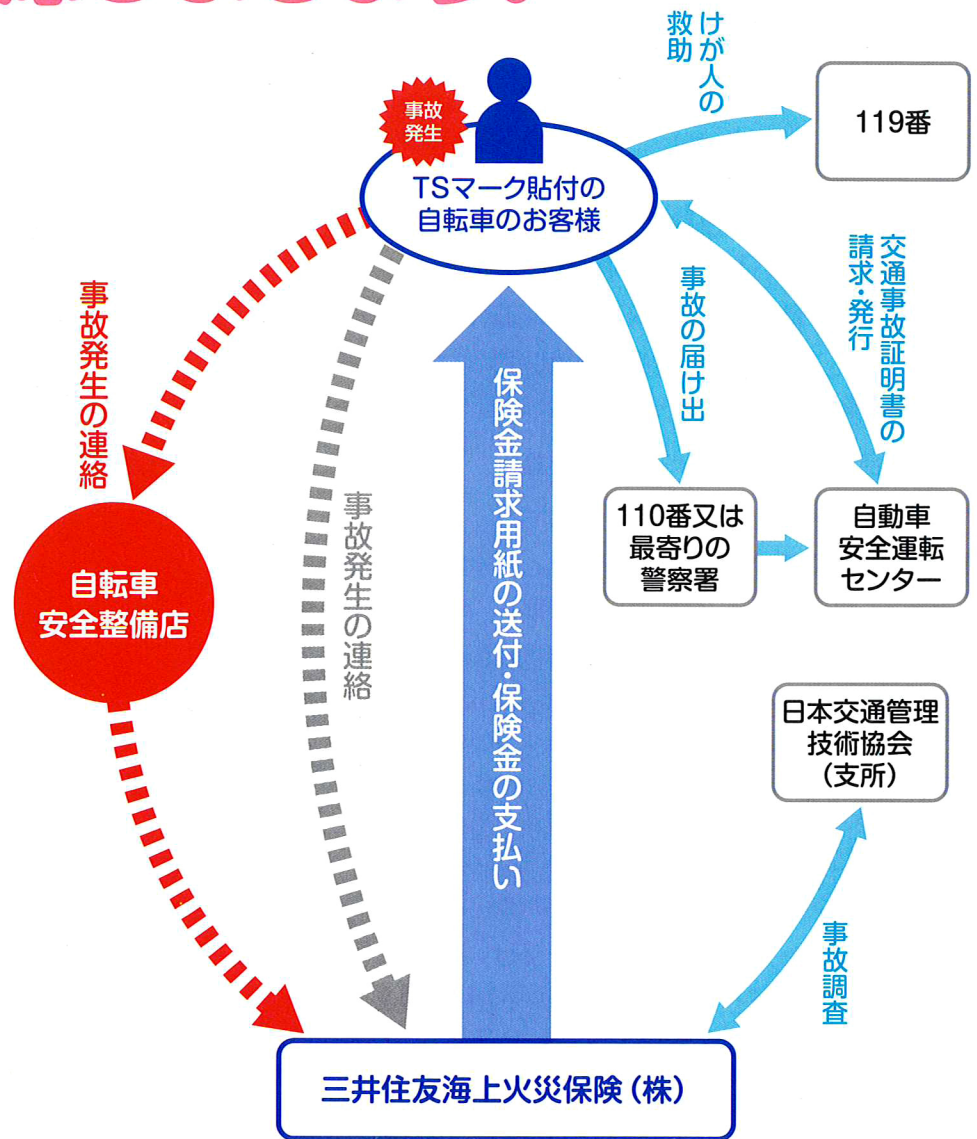 けが人の
救助
119番
事故
発生
TSマーク貼付の
自転車のお客様
交通事故証明書の
請求・発行
事故の届け出
事故発生の連絡
事故発生の連絡
保険金請求用紙の送付・保険金の支払い
110番又は
最寄りの
警察署
自動車
安全運転
センター
自転車
安全整備店
日本交通管理
技術協会
(支所)
事故調査
三井住友海上火災保険(株)